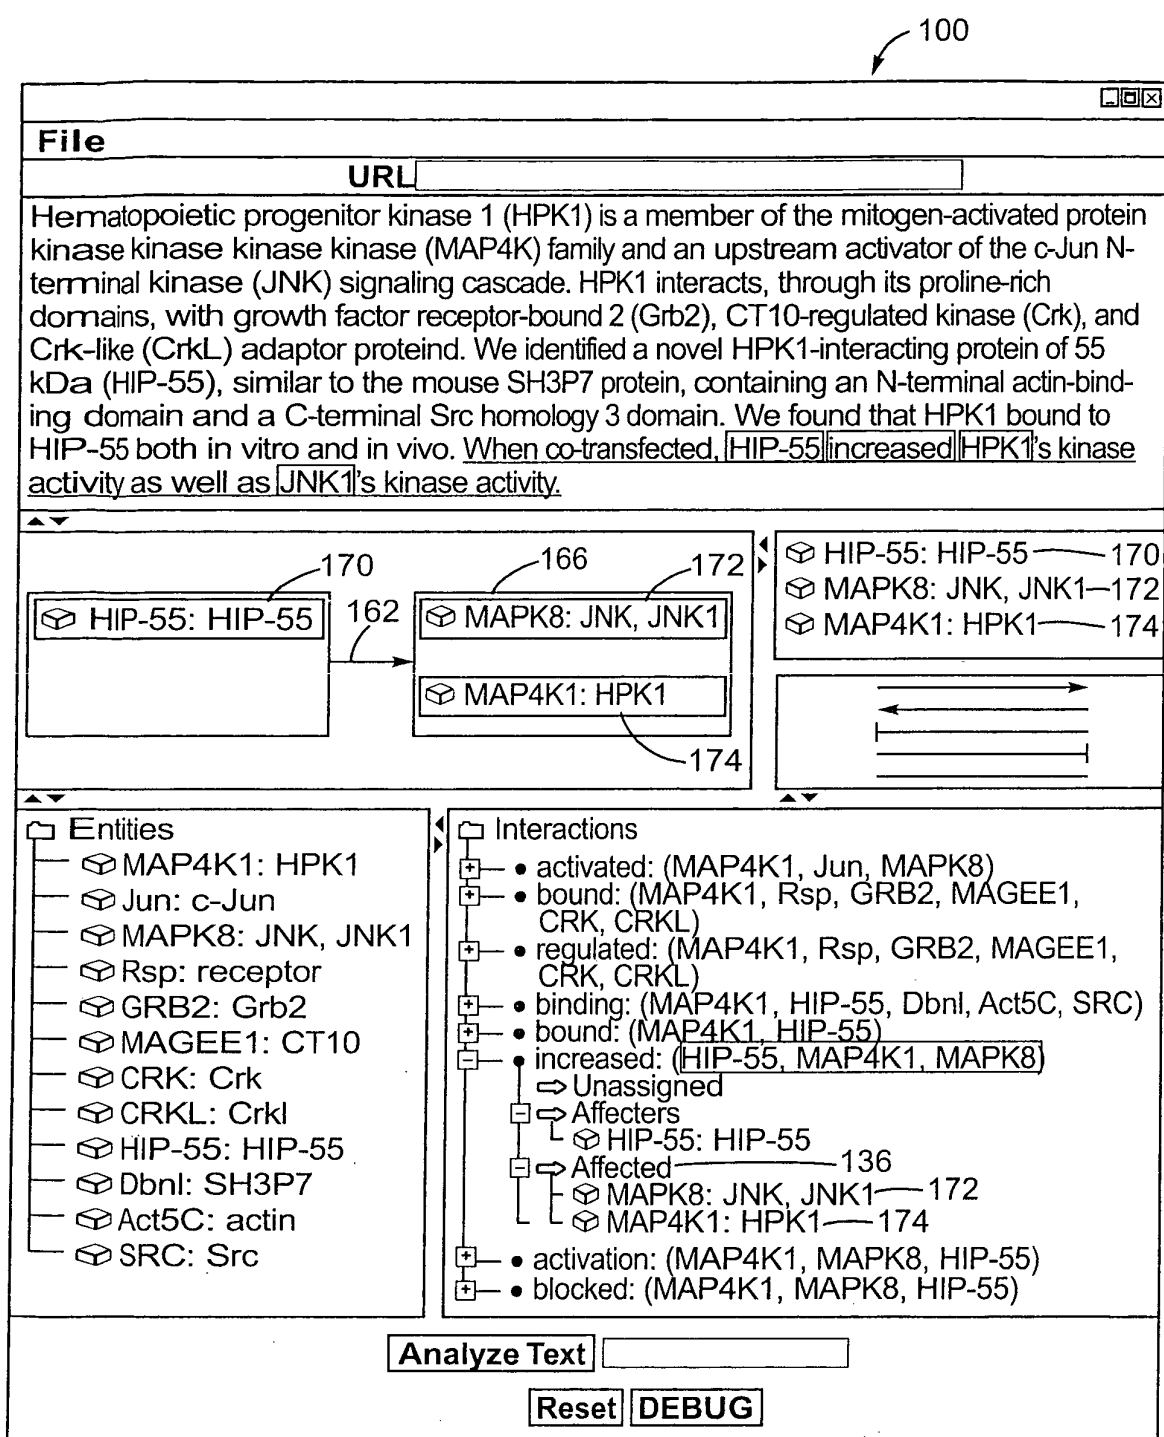 100
File
URL
Hematopoietic progenitor kinase 1 (HPK1) is a member of the mitogen-activated protein
kinase kinase kinase kinase (MAP4K) family and an upstream activator of the c-Jun N-
terminal kinase (JNK) signaling cascade. HPK1 interacts, through its proline-rich
domains, with growth factor receptor-bound 2 (Grb2), CT10-regulated kinase (Crk), and
Crk-like (CrkL) adaptor proteind. We identified a novel HPK1-interacting protein of 55
kDa (HIP-55), similar to the mouse SH3P7 protein, containing an N-terminal actin-bind-
ing domain and a C-terminal Src homology 3 domain. We found that HPK1 bound to
HIP-55 both in vitro and in vivo. When co-transfected, HIP-55 increased HPK1's kinase
activity as well as JNK1's kinase activity.
170
HIP-55: HIP-55
162
166
172
MAPK8: JNK, JNK1
MAP4K1: HPK1
174
HIP-55: HIP-55 170
MAPK8: JNK, JNK1 172
MAP4K1: HPK1 174
Entities
MAP4K1: HPK1
Jun: c-Jun
MAPK8: JNK, JNK1
Rsp: receptor
GRB2: Grb2
MAGEE1: CT10
CRK: Crk
CRKL: Crkl
HIP-55: HIP-55
Dbnl: SH3P7
Act5C: actin
SRC: Src
Interactions
activated: (MAP4K1, Jun, MAPK8)
bound: (MAP4K1, Rsp, GRB2, MAGEE1,
CRK, CRKL)
regulated: (MAP4K1, Rsp, GRB2, MAGEE1,
CRK, CRKL)
binding: (MAP4K1, HIP-55, Dbnl, Act5C, SRC)
bound: (MAP4K1, HIP-55)
increased: (HIP-55, MAP4K1, MAPK8)
Unassigned
Affecters
HIP-55: HIP-55
Affected 136
MAPK8: JNK, JNK1 172
MAP4K1: HPK1 174
activation: (MAP4K1, MAPK8, HIP-55)
blocked: (MAP4K1, MAPK8, HIP-55)
Analyze Text
Reset DEBUG